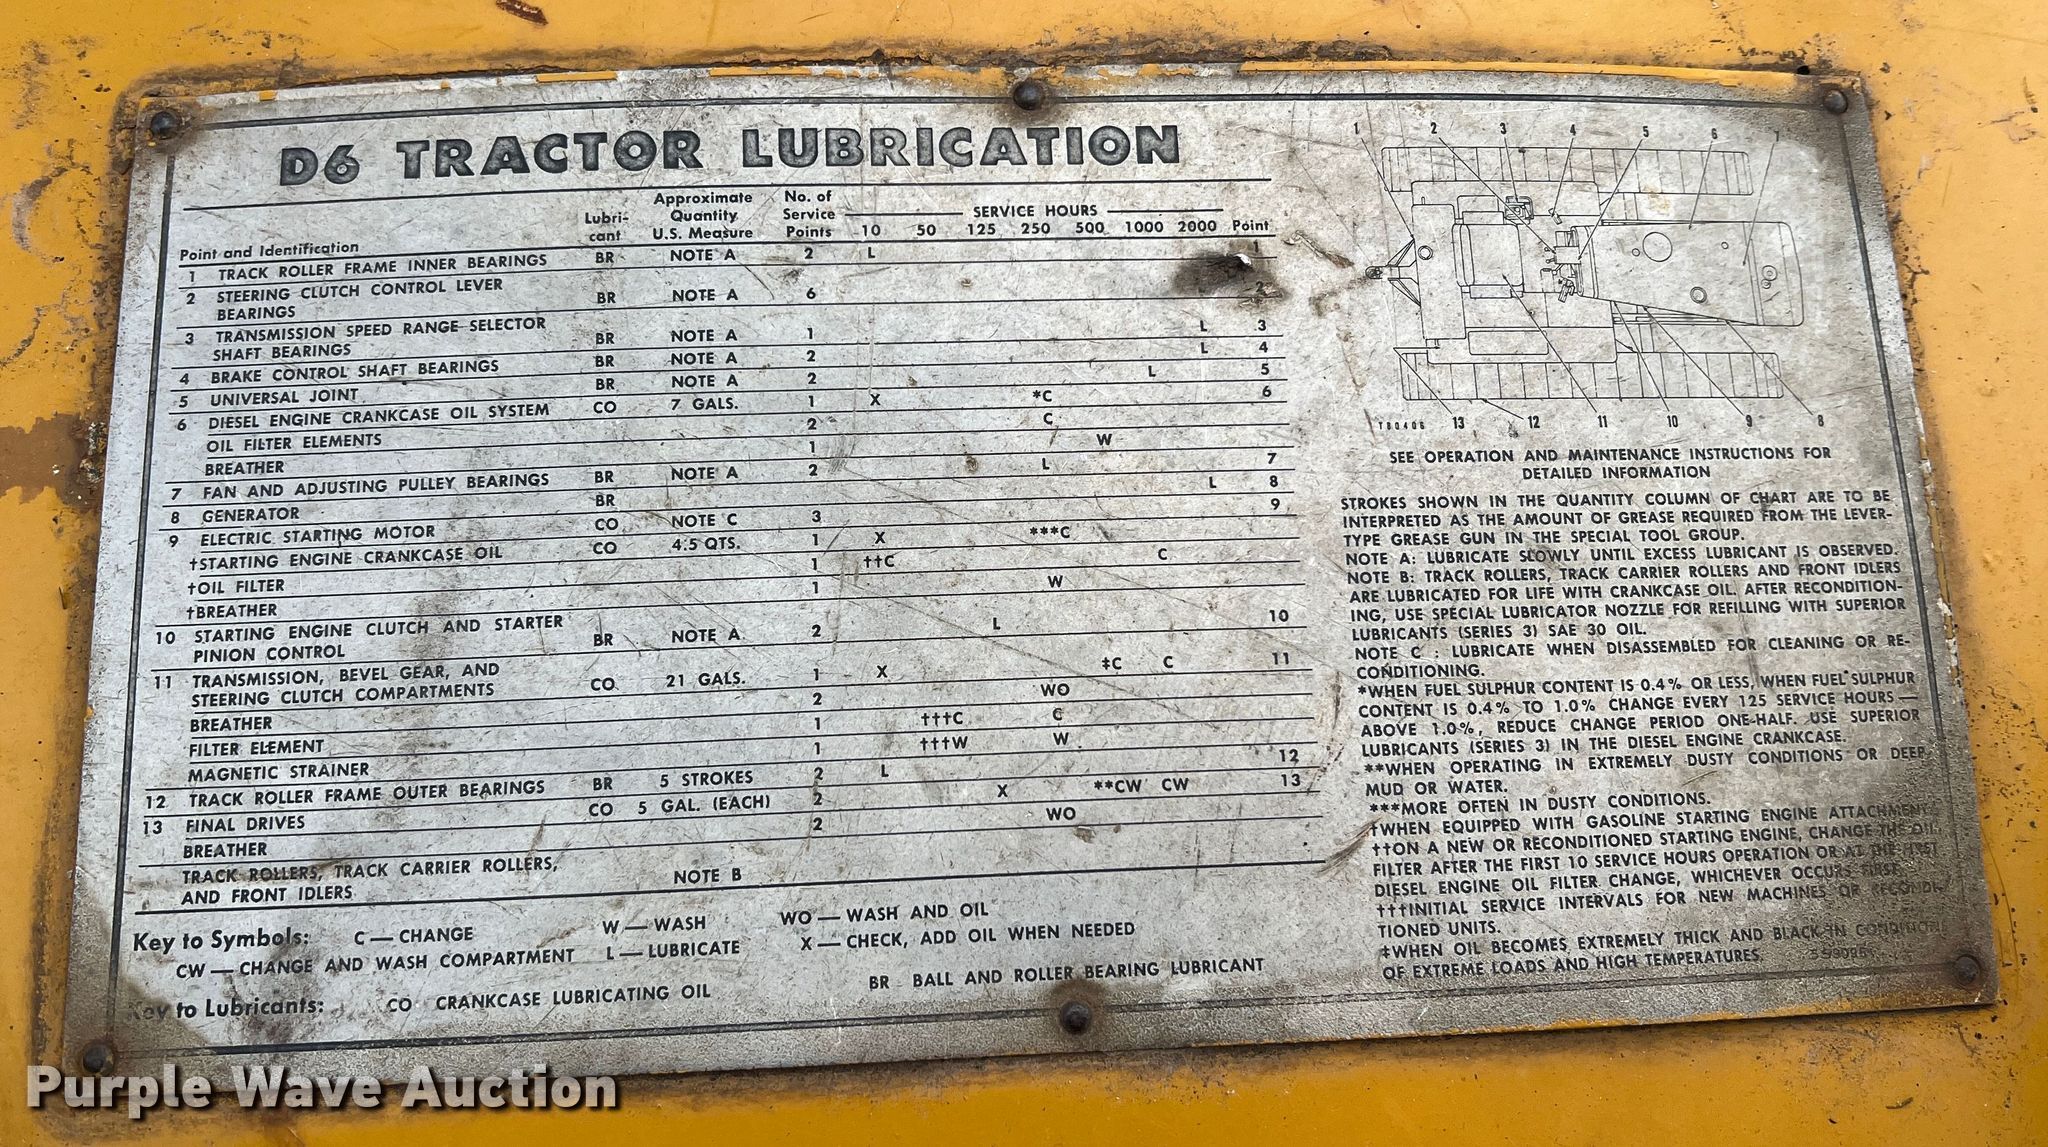 D6 TRACTOR LUBRICATION
Point and Identification Lubri-cant Approximate Quantity U.S. Measure No. of Service Points SERVICE HOURS 10 50 125 250 500 1000 2000 Point
1 TRACK ROLLER FRAME INNER BEARINGS BR NOTE A 2 L 1
2 STEERING CLUTCH CONTROL LEVER
BEARINGS BR NOTE A 6 2
3 TRANSMISSION SPEED RANGE SELECTOR
SHAFT BEARINGS BR NOTE A 1 L 3
4 BRAKE CONTROL SHAFT BEARINGS BR NOTE A 2 L 4
5 UNIVERSAL JOINT BR NOTE A 2 L 5
6 DIESEL ENGINE CRANKCASE OIL SYSTEM CO 7 GALS. 1 X *C 6
OIL FILTER ELEMENTS 2 C
BREATHER 1 W
7 FAN AND ADJUSTING PULLEY BEARINGS BR NOTE A 2 L 7
8 GENERATOR BR L 8
9 ELECTRIC STARTING MOTOR CO NOTE C 3 9
†STARTING ENGINE CRANKCASE OIL CO 4.5 QTS. 1 X ***C
†OIL FILTER 1 ††C C
†BREATHER 1 W
10 STARTING ENGINE CLUTCH AND STARTER
PINION CONTROL BR NOTE A 2 L 10
11 TRANSMISSION, BEVEL GEAR, AND
STEERING CLUTCH COMPARTMENTS CO 21 GALS. 1 X ‡C C 11
BREATHER 2 WO
FILTER ELEMENT 1 †††C C
MAGNETIC STRAINER 1 †††W W
12 TRACK ROLLER FRAME OUTER BEARINGS BR 5 STROKES 2 L 12
13 FINAL DRIVES CO 5 GAL. (EACH) 2 X **CW CW 13
BREATHER 2 WO
TRACK ROLLERS, TRACK CARRIER ROLLERS,
AND FRONT IDLERS NOTE B
Key to Symbols: C — CHANGE W — WASH WO — WASH AND OIL
CW — CHANGE AND WASH COMPARTMENT L — LUBRICATE X — CHECK, ADD OIL WHEN NEEDED
Key to Lubricants: CO CRANKCASE LUBRICATING OIL BR BALL AND ROLLER BEARING LUBRICANT
1 2 3 4 5 6 7
T80406 13 12 11 10 9 8
SEE OPERATION AND MAINTENANCE INSTRUCTIONS FOR
DETAILED INFORMATION
STROKES SHOWN IN THE QUANTITY COLUMN OF CHART ARE TO BE
INTERPRETED AS THE AMOUNT OF GREASE REQUIRED FROM THE LEVER-
TYPE GREASE GUN IN THE SPECIAL TOOL GROUP.
NOTE A: LUBRICATE SLOWLY UNTIL EXCESS LUBRICANT IS OBSERVED.
NOTE B: TRACK ROLLERS, TRACK CARRIER ROLLERS AND FRONT IDLERS
ARE LUBRICATED FOR LIFE WITH CRANKCASE OIL. AFTER RECONDITION-
ING, USE SPECIAL LUBRICATOR NOZZLE FOR REFILLING WITH SUPERIOR
LUBRICANTS (SERIES 3) SAE 30 OIL.
NOTE C : LUBRICATE WHEN DISASSEMBLED FOR CLEANING OR RE-
CONDITIONING.
*WHEN FUEL SULPHUR CONTENT IS 0.4% OR LESS, WHEN FUEL SULPHUR
CONTENT IS 0.4% TO 1.0% CHANGE EVERY 125 SERVICE HOURS —
ABOVE 1.0%, REDUCE CHANGE PERIOD ONE-HALF. USE SUPERIOR
LUBRICANTS (SERIES 3) IN THE DIESEL ENGINE CRANKCASE.
**WHEN OPERATING IN EXTREMELY DUSTY CONDITIONS OR DEEP
MUD OR WATER.
***MORE OFTEN IN DUSTY CONDITIONS.
†WHEN EQUIPPED WITH GASOLINE STARTING ENGINE ATTACHMENT.
††ON A NEW OR RECONDITIONED STARTING ENGINE, CHANGE THE OIL
FILTER AFTER THE FIRST 10 SERVICE HOURS OPERATION OR AT THE FIRST
DIESEL ENGINE OIL FILTER CHANGE, WHICHEVER OCCURS FIRST.
†††INITIAL SERVICE INTERVALS FOR NEW MACHINES OR RECONDI-
TIONED UNITS.
‡WHEN OIL BECOMES EXTREMELY THICK AND BLACK IN CONDITION
OF EXTREME LOADS AND HIGH TEMPERATURES.
Purple Wave Auction